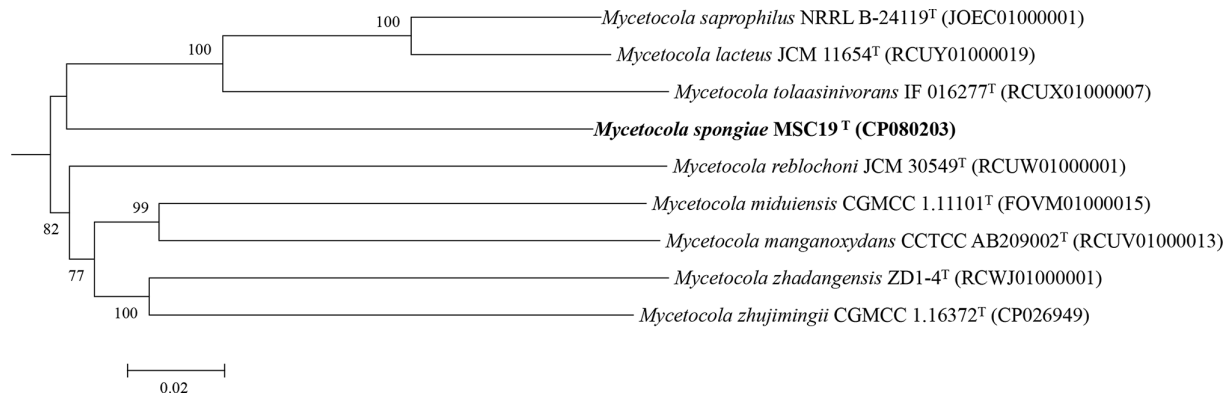 100
Mycetocola saprophilus NRRL B-24119ᵀ (JOEC01000001)
100
Mycetocola lacteus JCM 11654ᵀ (RCUY01000019)
Mycetocola tolaasinivorans IF 016277ᵀ (RCUX01000007)
Mycetocola spongiae MSC19 ᵀ (CP080203)
Mycetocola reblochoni JCM 30549ᵀ (RCUW01000001)
82
99
Mycetocola miduiensis CGMCC 1.11101ᵀ (FOVM01000015)
Mycetocola manganoxydans CCTCC AB209002ᵀ (RCUV01000013)
77
Mycetocola zhadangensis ZD1-4ᵀ (RCWJ01000001)
100
Mycetocola zhujimingii CGMCC 1.16372ᵀ (CP026949)
0.02